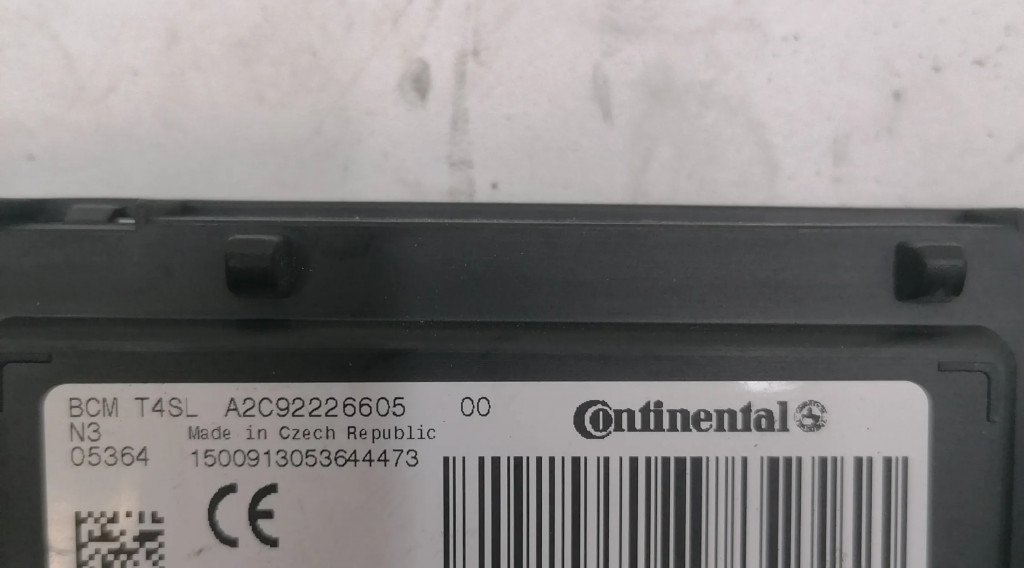 BCM T4SL A2C92226605 00
Continental
N3 Made in Czech Republic
05364 1500913053644473
CE